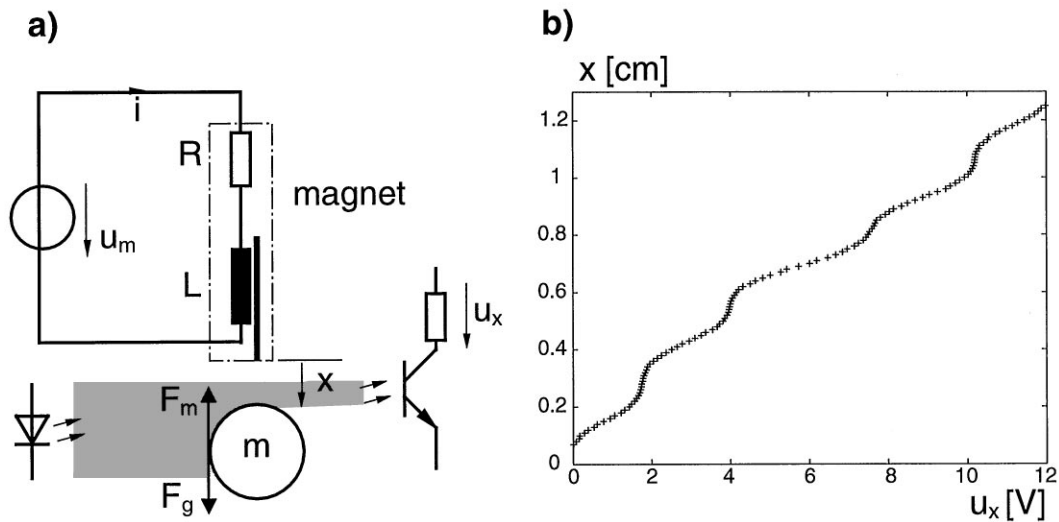 a)
i
R
magnet
u_m
L
u_x
x
F_m
m
F_g
b)
x [cm]
1.2
1
0.8
0.6
0.4
0.2
0
0 2 4 6 8 10 12
u_x [V]